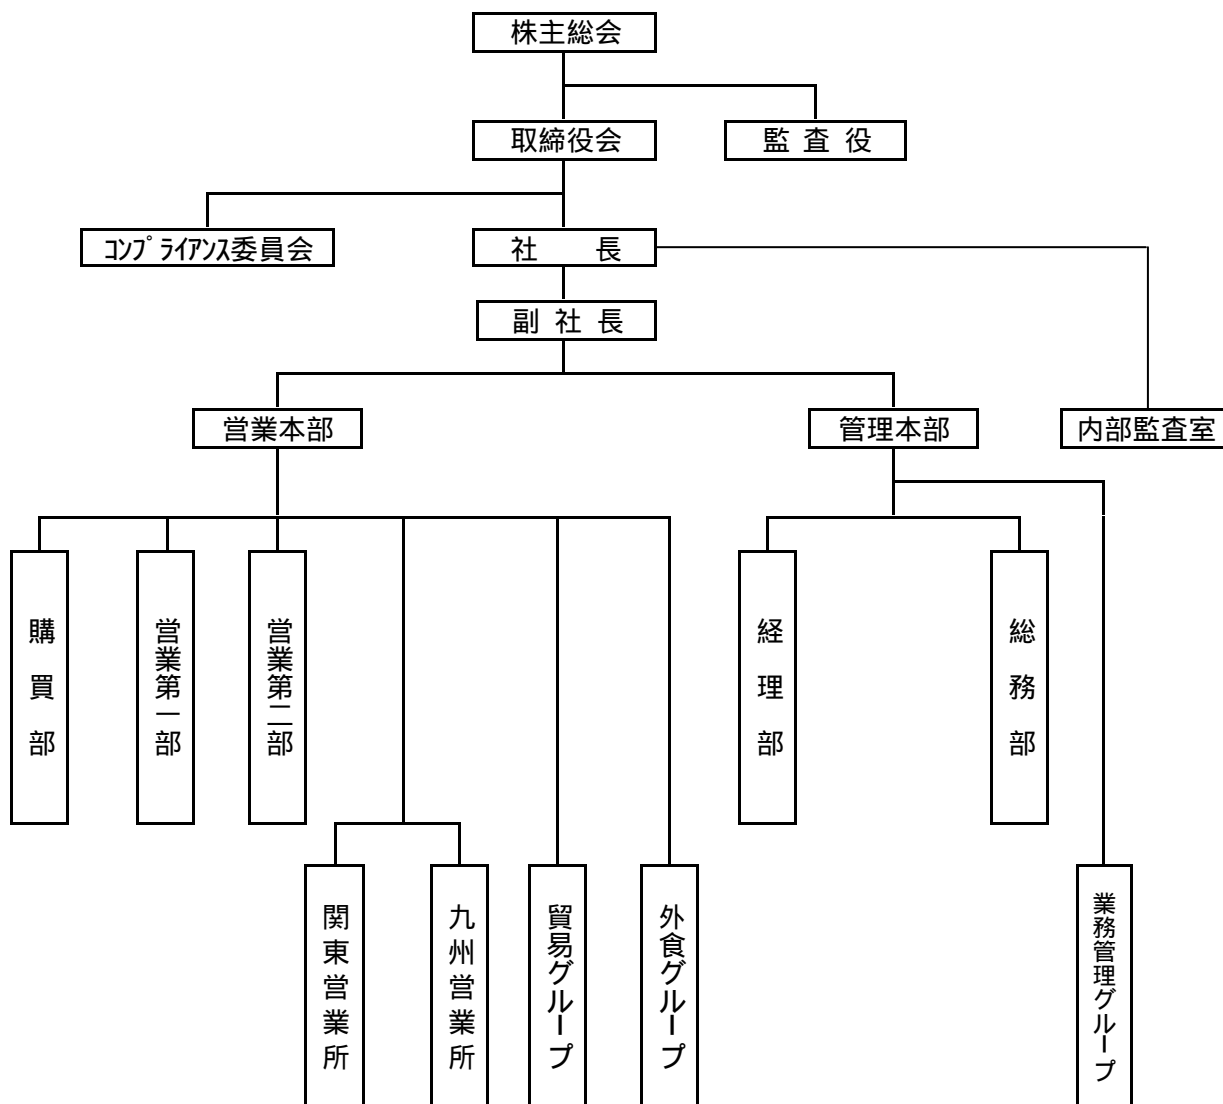 株主総会
取締役会
監 査 役
ｺﾝﾌﾟﾗｲｱﾝｽ委員会
社　　長
副 社 長
営業本部
管理本部
内部監査室
購買部
営業第一部
営業第二部
経理部
総務部
関東営業所
九州営業所
貿易グループ
外食グループ
業務管理グループ